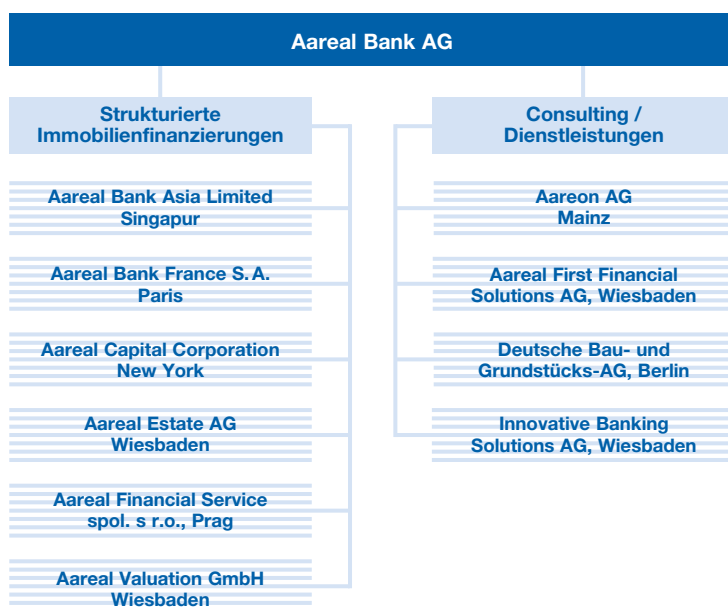 Aareal Bank AG
Strukturierte
Immobilienfinanzierungen
Aareal Bank Asia Limited
Singapur
Aareal Bank France S. A.
Paris
Aareal Capital Corporation
New York
Aareal Estate AG
Wiesbaden
Aareal Financial Service
spol. s r.o., Prag
Aareal Valuation GmbH
Wiesbaden
Consulting /
Dienstleistungen
Aareon AG
Mainz
Aareal First Financial
Solutions AG, Wiesbaden
Deutsche Bau- und
Grundstücks-AG, Berlin
Innovative Banking
Solutions AG, Wiesbaden